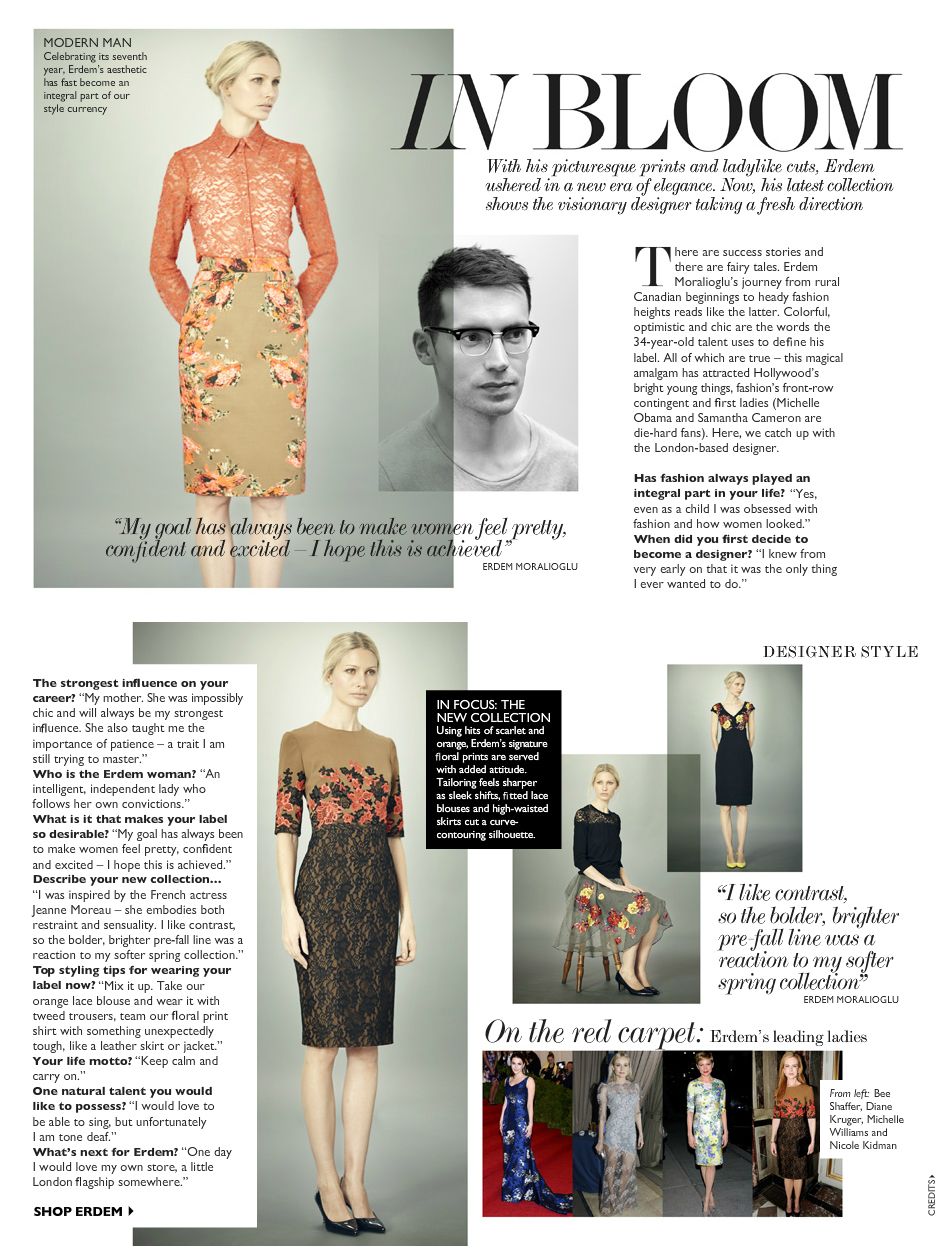 MODERN MAN
Celebrating its seventh
year, Erdem's aesthetic
has fast become an
integral part of our
style currency
IN BLOOM
With his picturesque prints and ladylike cuts, Erdem
ushered in a new era of elegance. Now, his latest collection
shows the visionary designer taking a fresh direction
There are success stories and
there are fairy tales. Erdem
Moralioglu's journey from rural
Canadian beginnings to heady fashion
heights reads like the latter. Colorful,
optimistic and chic are the words the
34-year-old talent uses to define his
label. All of which are true – this magical
amalgam has attracted Hollywood's
bright young things, fashion's front-row
contingent and first ladies (Michelle
Obama and Samantha Cameron are
die-hard fans). Here, we catch up with
the London-based designer.
Has fashion always played an
integral part in your life? "Yes,
even as a child I was obsessed with
fashion and how women looked."
When did you first decide to
become a designer? "I knew from
very early on that it was the only thing
I ever wanted to do."
"My goal has always been to make women feel pretty,
confident and excited – I hope this is achieved"
ERDEM MORALIOGLU
DESIGNER STYLE
The strongest influence on your
career? "My mother. She was impossibly
chic and will always be my strongest
influence. She also taught me the
importance of patience – a trait I am
still trying to master."
Who is the Erdem woman? "An
intelligent, independent lady who
follows her own convictions."
What is it that makes your label
so desirable? "My goal has always been
to make women feel pretty, confident
and excited – I hope this is achieved."
Describe your new collection...
"I was inspired by the French actress
Jeanne Moreau – she embodies both
restraint and sensuality. I like contrast,
so the bolder, brighter pre-fall line was a
reaction to my softer spring collection."
Top styling tips for wearing your
label now? "Mix it up. Take our
orange lace blouse and wear it with
tweed trousers, team our floral print
shirt with something unexpectedly
tough, like a leather skirt or jacket."
Your life motto? "Keep calm and
carry on."
One natural talent you would
like to possess? "I would love to
be able to sing, but unfortunately
I am tone deaf."
What's next for Erdem? "One day
I would love my own store, a little
London flagship somewhere."
SHOP ERDEM
IN FOCUS: THE
NEW COLLECTION
Using hits of scarlet and
orange, Erdem's signature
floral prints are served
with added attitude.
Tailoring feels sharper
as sleek shifts, fitted lace
blouses and high-waisted
skirts cut a curve-
contouring silhouette.
"I like contrast,
so the bolder, brighter
pre-fall line was a
reaction to my softer
spring collection"
ERDEM MORALIOGLU
On the red carpet: Erdem's leading ladies
From left: Bee
Shaffer, Diane
Kruger, Michelle
Williams and
Nicole Kidman
CREDITS